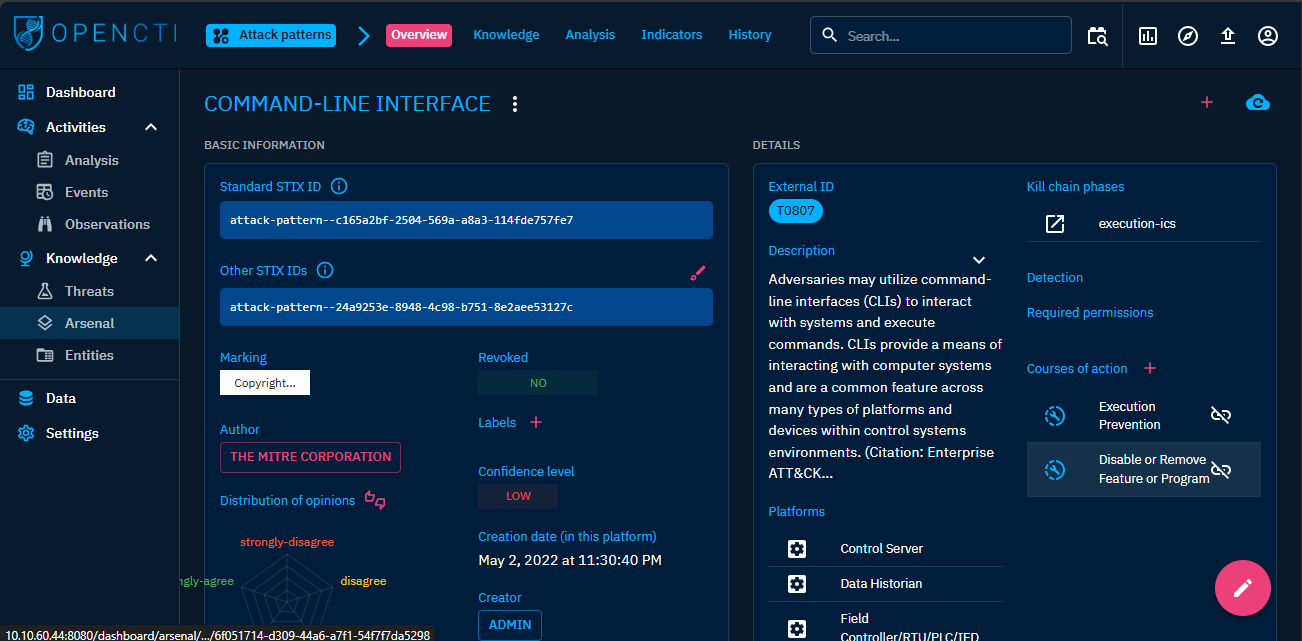 OPENCTI
Attack patterns
Overview
Knowledge
Analysis
Indicators
History
Search...
Dashboard
Activities
Analysis
Events
Observations
Knowledge
Threats
Arsenal
Entities
Data
Settings
COMMAND-LINE INTERFACE
BASIC INFORMATION
Standard STIX ID
attack-pattern--c165a2bf-2504-569a-a8a3-114fde757fe7
Other STIX IDs
attack-pattern--24a9253e-8948-4c98-b751-8e2aee53127c
Marking
Copyright...
Revoked
NO
Labels
Author
THE MITRE CORPORATION
Confidence level
LOW
Distribution of opinions
strongly-disagree
ngly-agree
disagree
Creation date (in this platform)
May 2, 2022 at 11:30:40 PM
Creator
ADMIN
DETAILS
External ID
T0807
Description
Adversaries may utilize command-
line interfaces (CLIs) to interact
with systems and execute
commands. CLIs provide a means of
interacting with computer systems
and are a common feature across
many types of platforms and
devices within control systems
environments. (Citation: Enterprise
ATT&CK...
Platforms
Control Server
Data Historian
Field
Controller/RTU/PLC/IED
Kill chain phases
execution-ics
Detection
Required permissions
Courses of action
Execution
Prevention
Disable or Remove
Feature or Program
10.10.60.44:8080/dashboard/arsenal/.../6f051714-d309-44a6-a7f1-54f7f7da5298